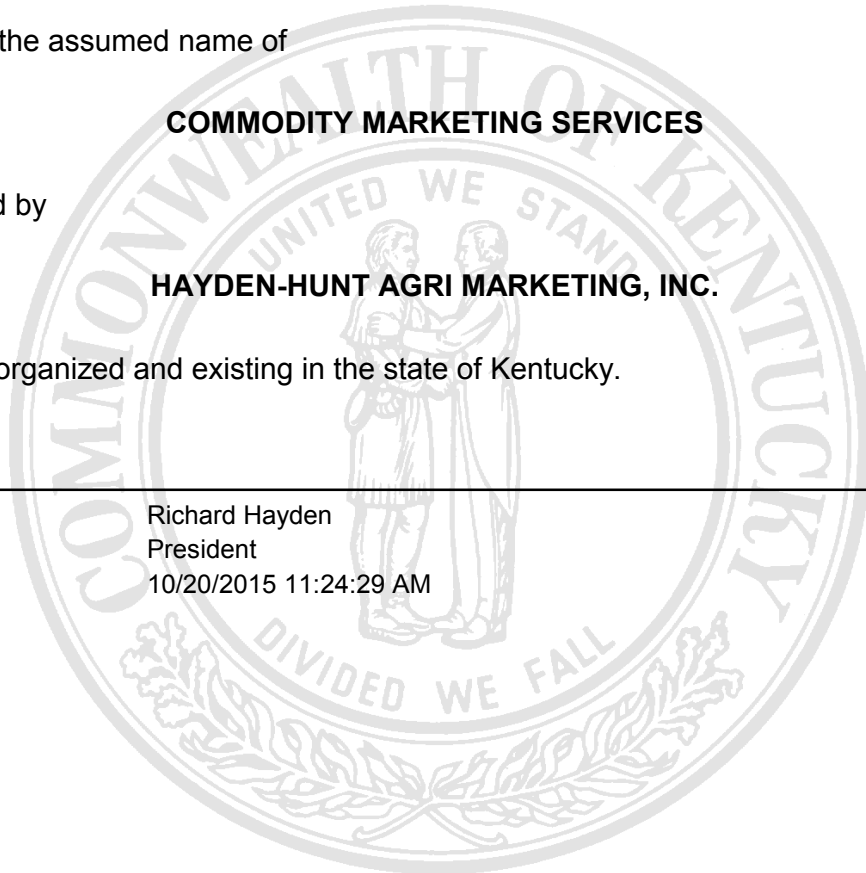 the assumed name of
COMMODITY MARKETING SERVICES
d by
HAYDEN-HUNT AGRI MARKETING, INC.
organized and existing in the state of Kentucky.
Richard Hayden
President
10/20/2015 11:24:29 AM
COMMONWEALTH OF KENTUCKY
UNITED WE STAND
DIVIDED WE FALL